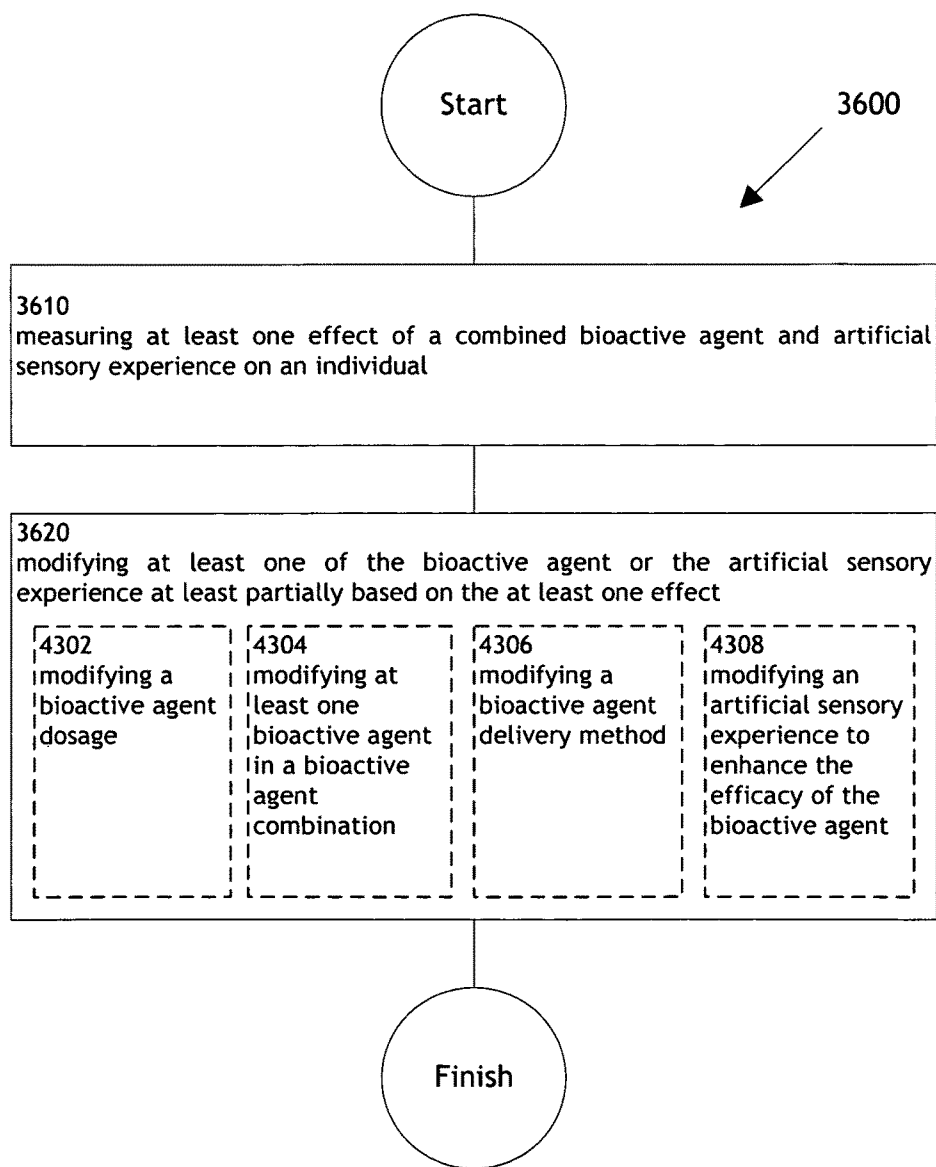 Start
3600
3610
measuring at least one effect of a combined bioactive agent and artificial
sensory experience on an individual
3620
modifying at least one of the bioactive agent or the artificial sensory
experience at least partially based on the at least one effect
4302
modifying a
bioactive agent
dosage
4304
modifying at
least one
bioactive agent
in a bioactive
agent
combination
4306
modifying a
bioactive agent
delivery method
4308
modifying an
artificial sensory
experience to
enhance the
efficacy of the
bioactive agent
Finish